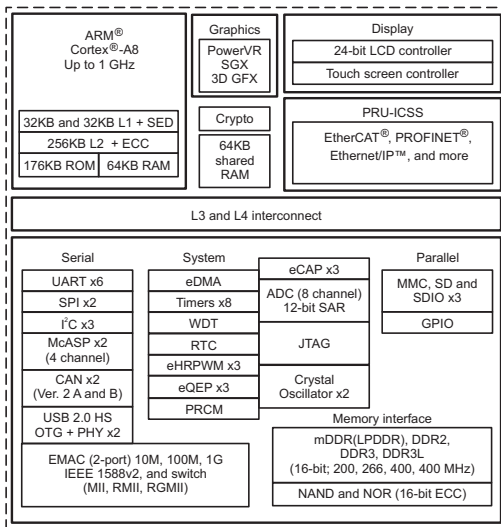 ARM®
Cortex®-A8
Up to 1 GHz
32KB and 32KB L1 + SED
256KB L2 + ECC
176KB ROM
64KB RAM
Graphics
PowerVR
SGX
3D GFX
Crypto
64KB
shared
RAM
Display
24-bit LCD controller
Touch screen controller
PRU-ICSS
EtherCAT®, PROFINET®,
Ethernet/IP™, and more
L3 and L4 interconnect
Serial
UART x6
SPI x2
I²C x3
McASP x2
(4 channel)
CAN x2
(Ver. 2 A and B)
USB 2.0 HS
OTG + PHY x2
EMAC (2-port) 10M, 100M, 1G
IEEE 1588v2, and switch
(MII, RMII, RGMII)
System
eDMA
Timers x8
WDT
RTC
eHRPWM x3
eQEP x3
PRCM
eCAP x3
ADC (8 channel)
12-bit SAR
JTAG
Crystal
Oscillator x2
Parallel
MMC, SD and
SDIO x3
GPIO
Memory interface
mDDR(LPDDR), DDR2,
DDR3, DDR3L
(16-bit; 200, 266, 400, 400 MHz)
NAND and NOR (16-bit ECC)